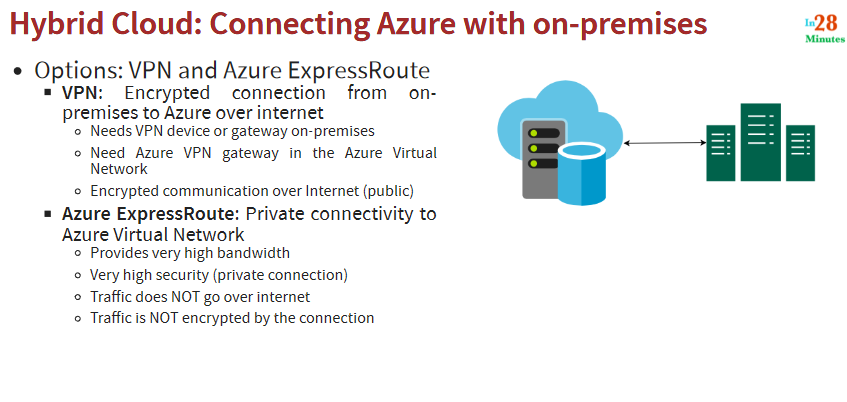 Hybrid Cloud: Connecting Azure with on-premises
In28
Minutes
• Options: VPN and Azure ExpressRoute
▪ VPN: Encrypted connection from on-
premises to Azure over internet
∘ Needs VPN device or gateway on-premises
∘ Need Azure VPN gateway in the Azure Virtual
Network
∘ Encrypted communication over Internet (public)
▪ Azure ExpressRoute: Private connectivity to
Azure Virtual Network
∘ Provides very high bandwidth
∘ Very high security (private connection)
∘ Traffic does NOT go over internet
∘ Traffic is NOT encrypted by the connection